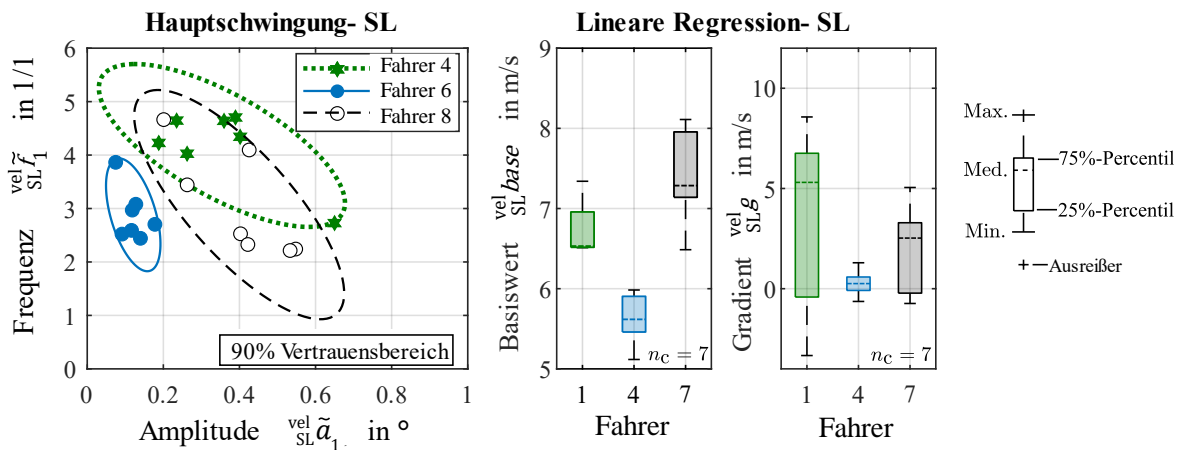 Hauptschwingung- SL
Frequenz vel SL f̃1 in 1/1
6
5
4
3
2
1
0
Fahrer 4
Fahrer 6
Fahrer 8
90% Vertrauensbereich
0 0.2 0.4 0.6 0.8 1
Amplitude vel SL ã1. in °
Lineare Regression- SL
Basiswert vel SL base in m/s
9
8
7
6
5
n_C = 7
1 4 7
Fahrer
Gradient vel SL g in m/s
10
5
0
n_C = 7
1 4 7
Fahrer
Max.
75%-Percentil
Med.
25%-Percentil
Min.
Ausreißer